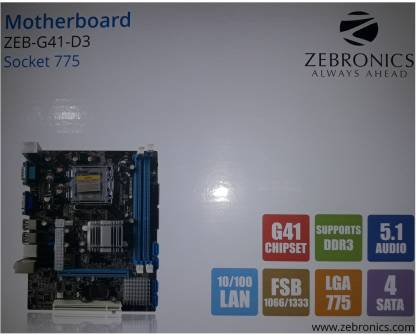 Motherboard
ZEB-G41-D3
Socket 775
ZEBRONICS
ALWAYS AHEAD
G41
CHIPSET
SUPPORTS
DDR3
5.1
AUDIO
10/100
LAN
FSB
1066/1333
LGA
775
4
SATA
www.zebronics.com